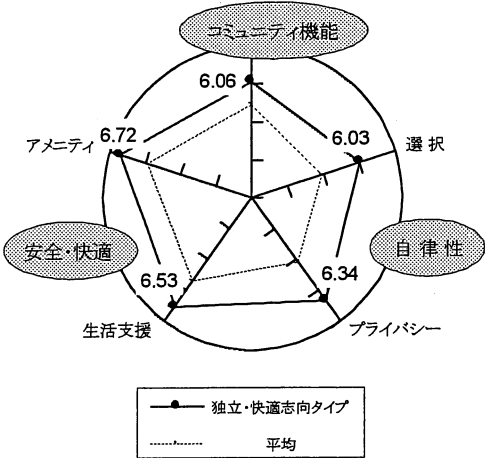 コミュニティ機能
6.06
6.03
選択
6.72
アメニティ
安全・快適
自律性
6.53
6.34
生活支援
プライバシー
独立・快適志向タイプ
平均